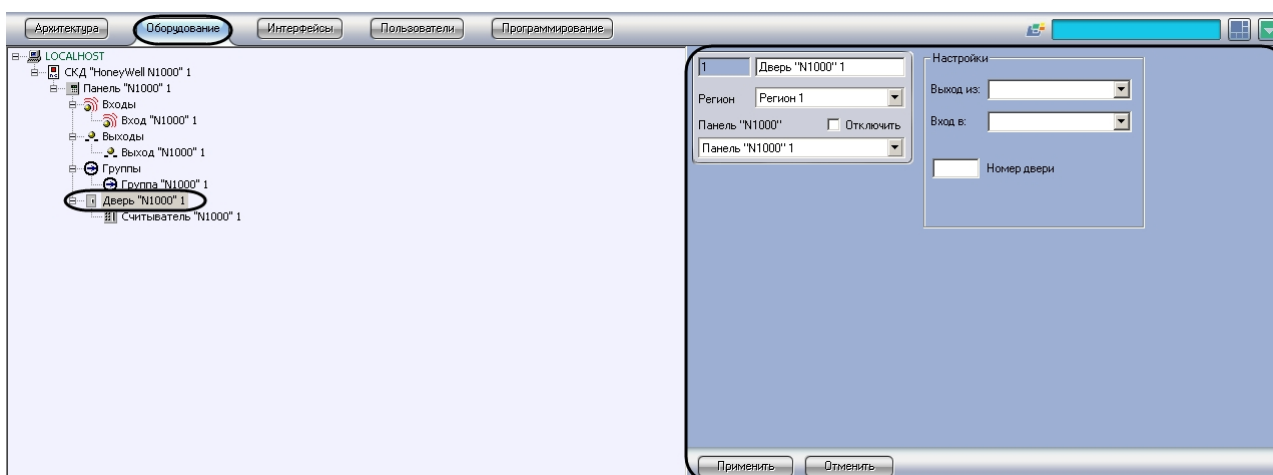 Архитектура Оборудование Интерфейсы Пользователи Программирование
LOCALHOST
СКД "HoneyWell N1000" 1
Панель "N1000" 1
Входы
Вход "N1000" 1
Выходы
Выход "N1000" 1
Группы
Группа "N1000" 1
Дверь "N1000" 1
Считыватель "N1000" 1
1 Дверь "N1000" 1
Регион Регион 1
Панель "N1000" Отключить
Панель "N1000" 1
Настройки
Выход из:
Вход в:
Номер двери
Применить Отменить